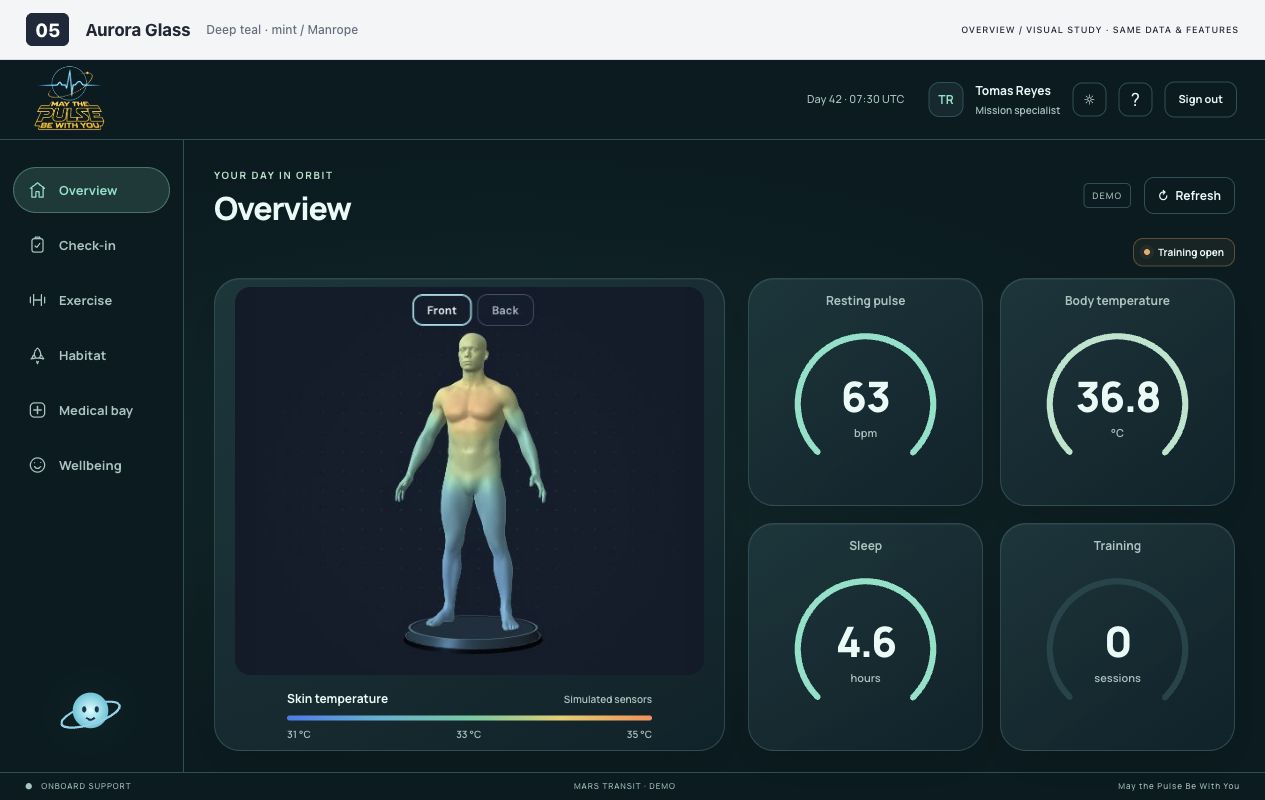 05 Aurora Glass Deep teal · mint / Manrope OVERVIEW / VISUAL STUDY · SAME DATA & FEATURES
MAY THE
PULSE
BE WITH YOU
Day 42 · 07:30 UTC
TR
Tomas Reyes
Mission specialist
?
Sign out
Overview
Check-in
Exercise
Habitat
Medical bay
Wellbeing
YOUR DAY IN ORBIT
Overview
DEMO
Refresh
Training open
Front
Back
Skin temperature
Simulated sensors
31 °C
33 °C
35 °C
Resting pulse
63
bpm
Body temperature
36.8
°C
Sleep
4.6
hours
Training
0
sessions
ONBOARD SUPPORT
MARS TRANSIT · DEMO
May the Pulse Be With You